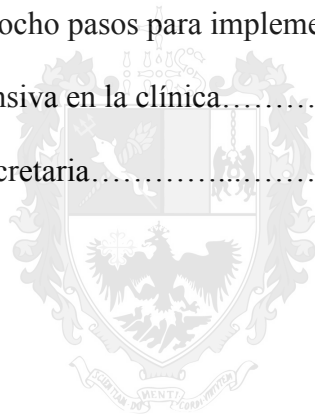 ocho pasos para impleme
nsiva en la clínica………
cretaria…………..………